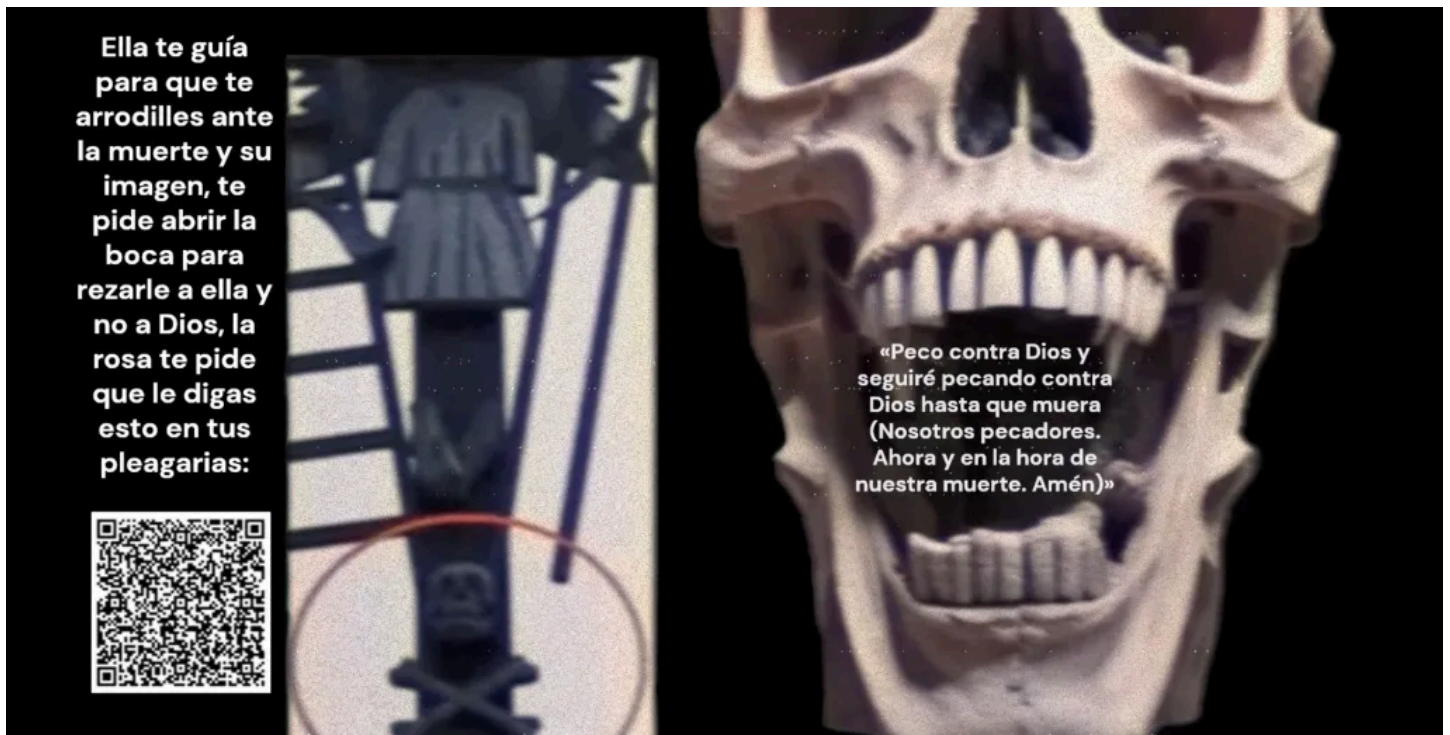 Ella te guía
para que te
arrodilles ante
la muerte y su
imagen, te
pide abrir la
boca para
rezarle a ella y
no a Dios, la
rosa te pide
que le digas
esto en tus
pleagarias:
«Peco contra Dios y
seguiré pecando contra
Dios hasta que muera
(Nosotros pecadores.
Ahora y en la hora de
nuestra muerte. Amén)»